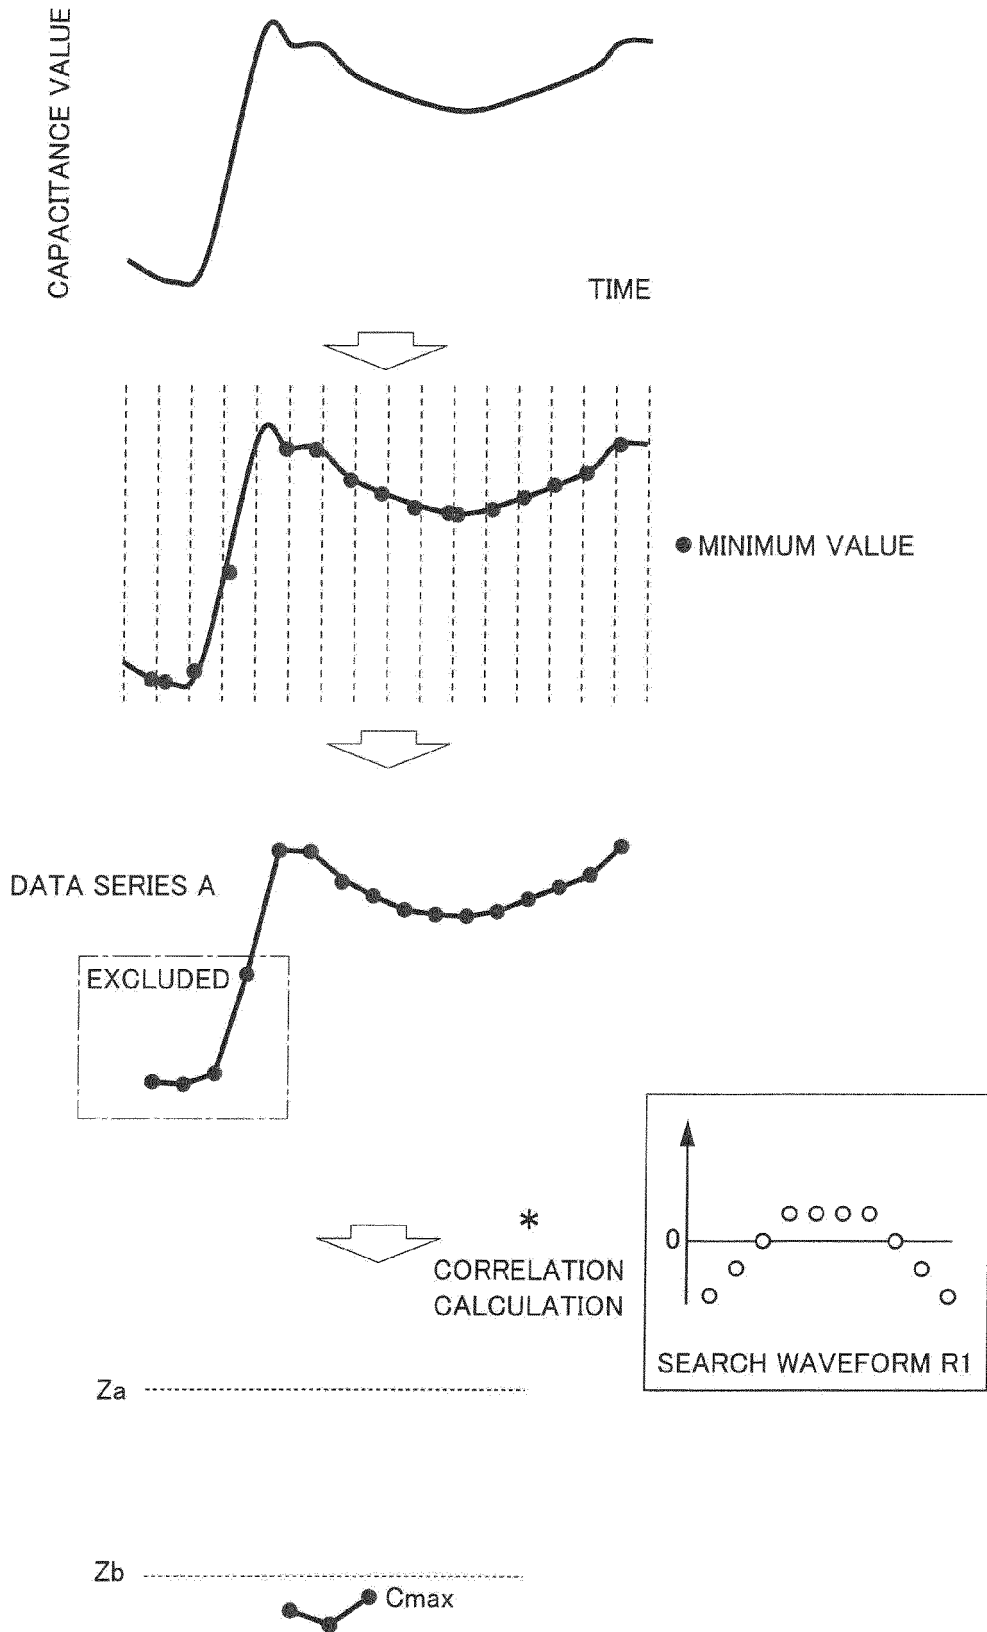 CAPACITANCE VALUE
TIME
MINIMUM VALUE
DATA SERIES A
EXCLUDED
*
CORRELATION
CALCULATION
0
SEARCH WAVEFORM R1
Za
Zb
Cmax